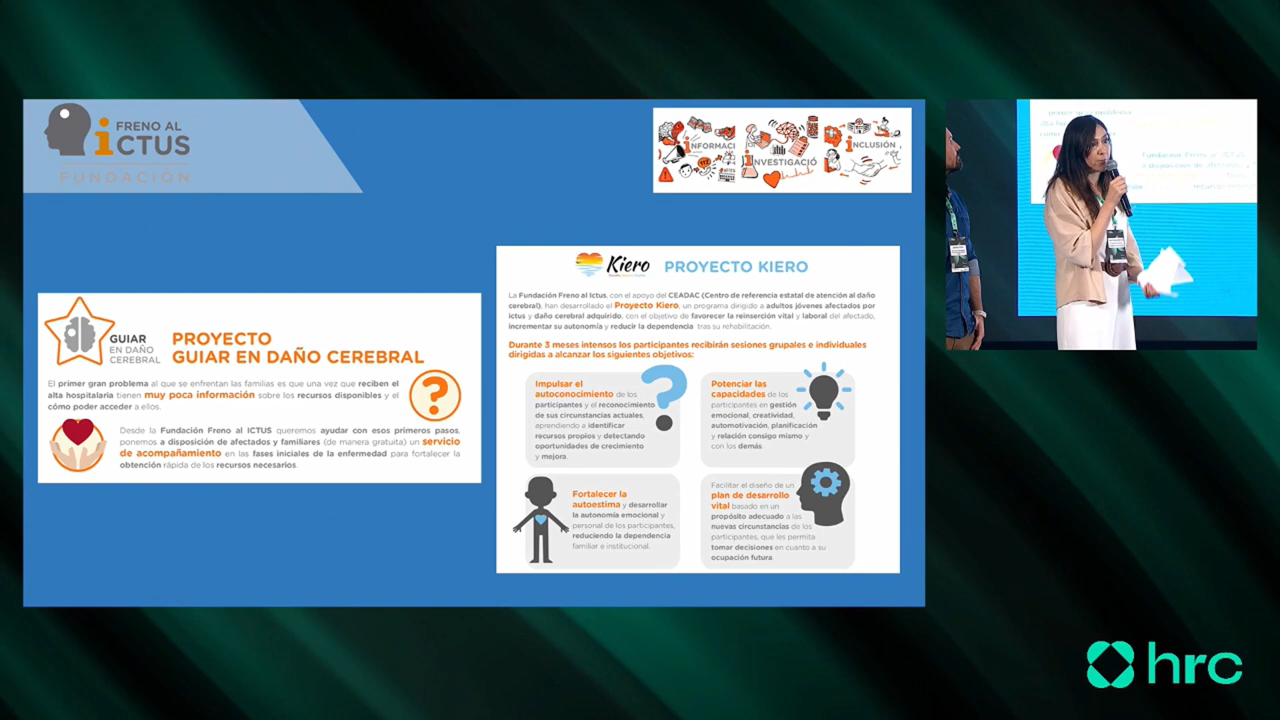 FRENO AL
iCTUS
FUNDACIÓN
iNFORMACI
iNVESTIGACIÓ
iNCLUSIÓN
GUIAR
EN DAÑO
CEREBRAL
PROYECTO
GUIAR EN DAÑO CEREBRAL
El primer gran problema al que se enfrentan las familias es que una vez que reciben el
alta hospitalaria tienen muy poca información sobre los recursos disponibles y el
cómo poder acceder a ellos.
Desde la Fundación Freno al ICTUS queremos ayudar con esos primeros pasos,
ponemos a disposición de afectados y familiares (de manera gratuita) un servicio
de acompañamiento en las fases iniciales de la enfermedad para fortalecer la
obtención rápida de los recursos necesarios.
Kiero PROYECTO KIERO
La Fundación Freno al Ictus, con el apoyo del CEADAC (Centro de referencia estatal de atención al daño
cerebral), han desarrollado el Proyecto Kiero, un programa dirigido a adultos jóvenes afectados por
ictus y daño cerebral adquirido, con el objetivo de favorecer la reinserción vital y laboral del afectado,
incrementar su autonomía y reducir la dependencia tras su rehabilitación.
Durante 3 meses intensos los participantes recibirán sesiones grupales e individuales
dirigidas a alcanzar los siguientes objetivos:
Impulsar el
autoconocimiento de los
participantes y el reconocimiento
de sus circunstancias actuales,
aprendiendo a identificar
recursos propios y detectando
oportunidades de crecimiento
y mejora.
Potenciar las
capacidades de los
participantes en gestión
emocional, creatividad,
automotivación, planificación
y relación consigo mismo y
con los demás.
Fortalecer la
autoestima y desarrollar
la autonomía emocional y
personal de los participantes,
reduciendo la dependencia
familiar e institucional.
Facilitar el diseño de un
plan de desarrollo
vital basado en un
propósito adecuado a las
nuevas circunstancias de los
participantes, que les permita
tomar decisiones en cuanto a su
ocupación futura.
hrc